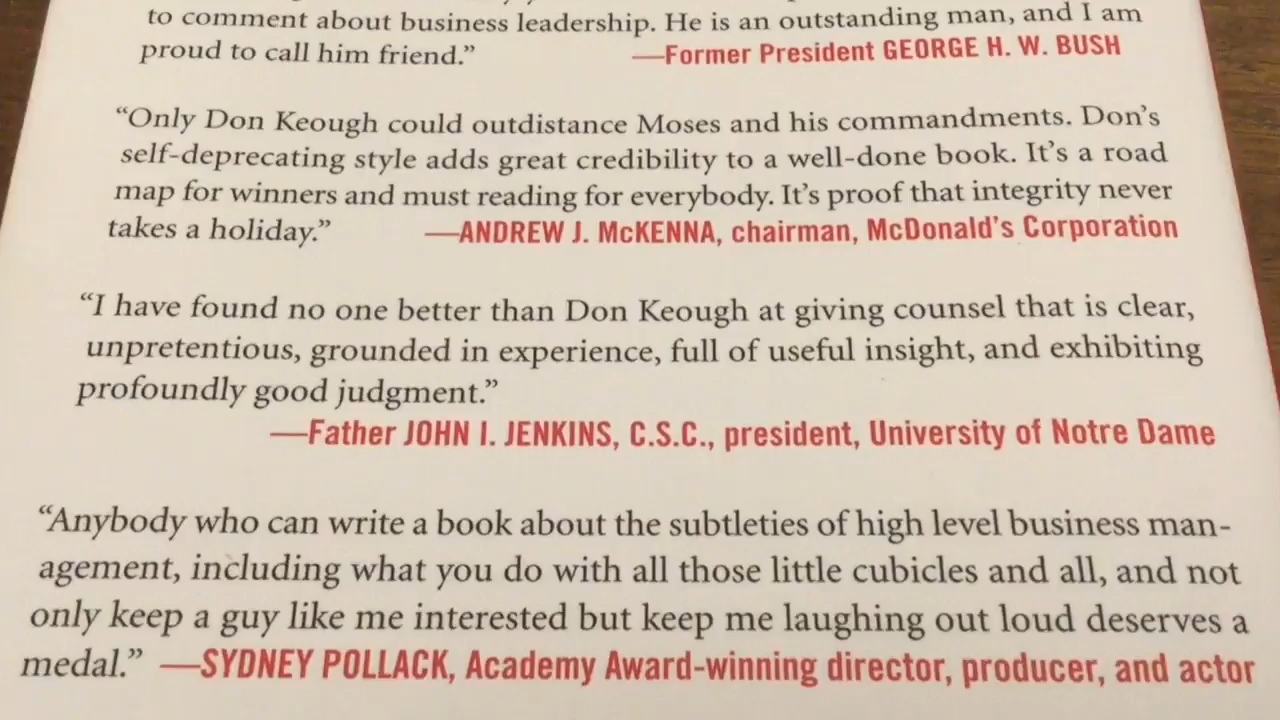 to comment about business leadership. He is an outstanding man, and I am
proud to call him friend.” —Former President GEORGE H. W. BUSH
“Only Don Keough could outdistance Moses and his commandments. Don’s
self-deprecating style adds great credibility to a well-done book. It’s a road
map for winners and must reading for everybody. It’s proof that integrity never
takes a holiday.” —ANDREW J. McKENNA, chairman, McDonald’s Corporation
“I have found no one better than Don Keough at giving counsel that is clear,
unpretentious, grounded in experience, full of useful insight, and exhibiting
profoundly good judgment.”
—Father JOHN I. JENKINS, C.S.C., president, University of Notre Dame
“Anybody who can write a book about the subtleties of high level business man-
agement, including what you do with all those little cubicles and all, and not
only keep a guy like me interested but keep me laughing out loud deserves a
medal.” —SYDNEY POLLACK, Academy Award-winning director, producer, and actor